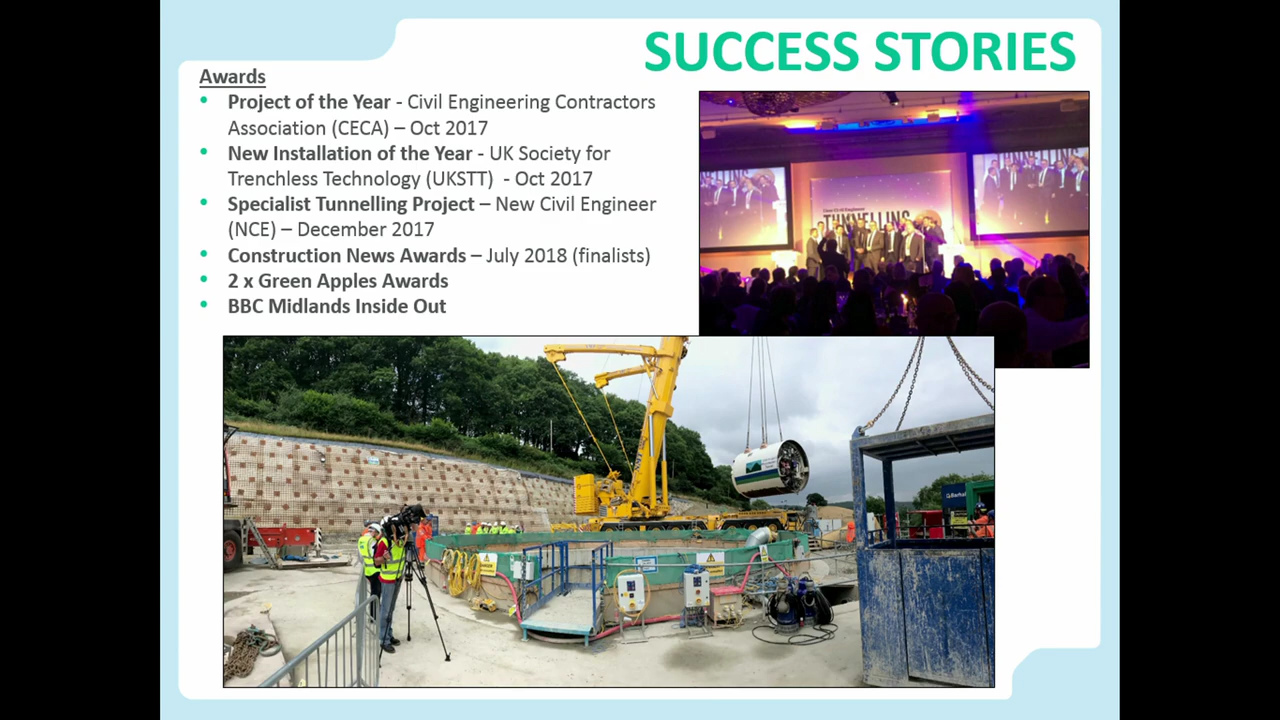 SUCCESS STORIES
Awards
• Project of the Year - Civil Engineering Contractors
Association (CECA) – Oct 2017
• New Installation of the Year - UK Society for
Trenchless Technology (UKSTT)  - Oct 2017
• Specialist Tunnelling Project – New Civil Engineer
(NCE) – December 2017
• Construction News Awards – July 2018 (finalists)
• 2 x Green Apples Awards
• BBC Midlands Inside Out
TUNNELLING